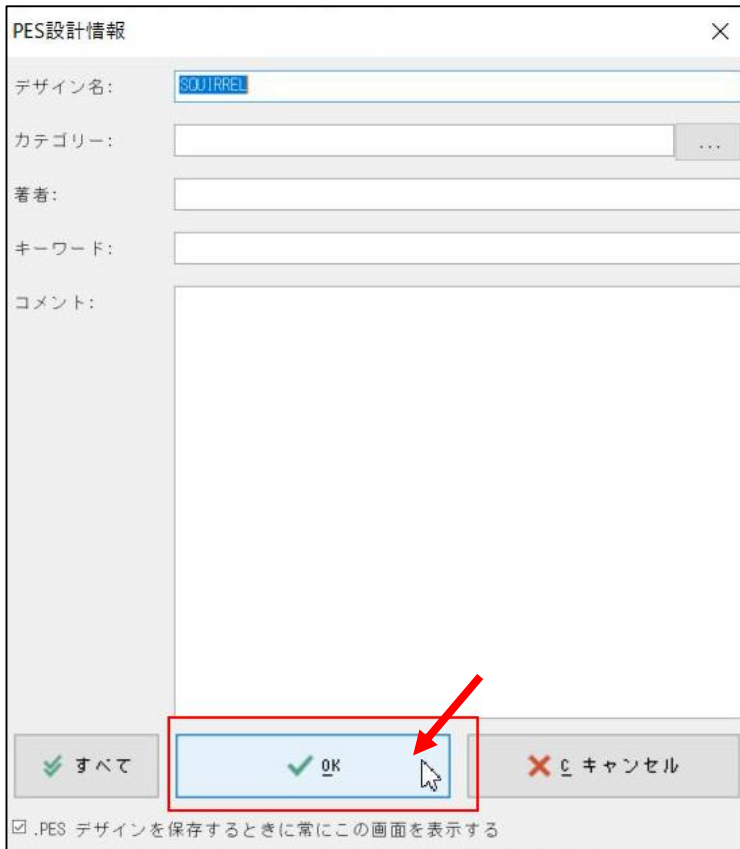 PES設計情報
デザイン名: SQUIRREL
カテゴリー: ...
著者:
キーワード:
コメント:
すべて OK C キャンセル
.PES デザインを保存するときに常にこの画面を表示する